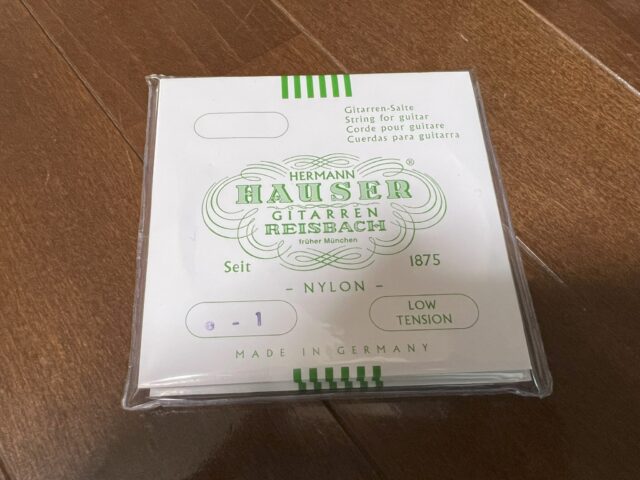 Gitarren-Saite
String for guitar
Corde pour guitare
Cuerdas para guitarra
HERMANN
HAUSER
®
GITARREN
REISBACH
früher München
Seit 1875
- NYLON -
e - 1
LOW
TENSION
MADE IN GERMANY